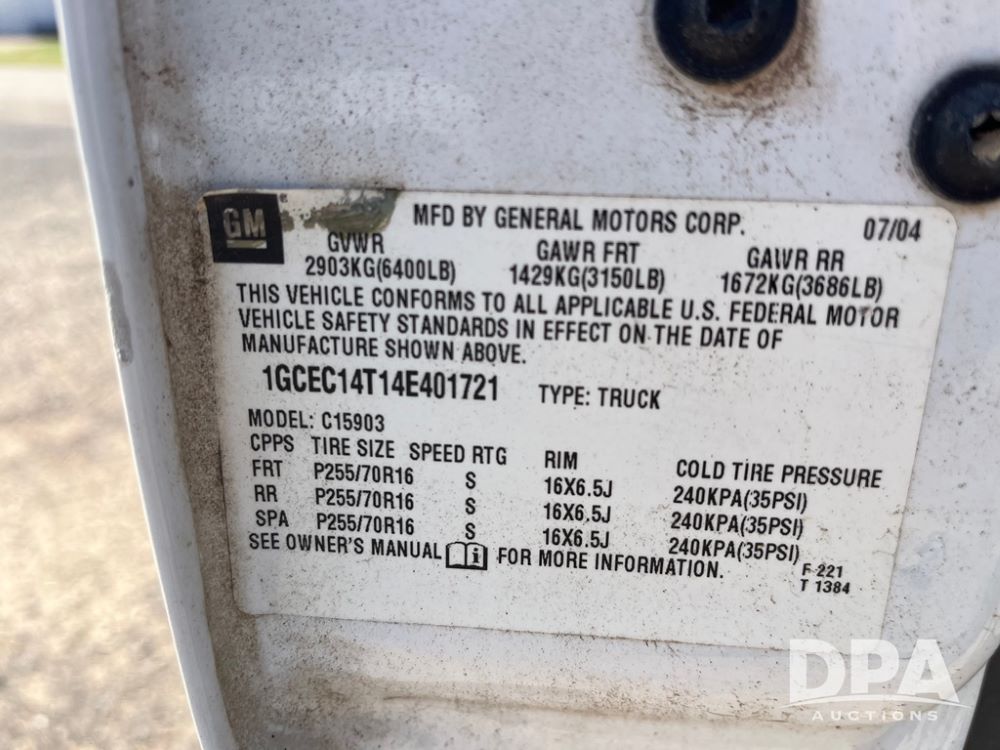 GM MFD BY GENERAL MOTORS CORP. 07/04
GVWR GAWR FRT GAWR RR
2903KG(6400LB) 1429KG(3150LB) 1672KG(3686LB)
THIS VEHICLE CONFORMS TO ALL APPLICABLE U.S. FEDERAL MOTOR
VEHICLE SAFETY STANDARDS IN EFFECT ON THE DATE OF
MANUFACTURE SHOWN ABOVE.
1GCEC14T14E401721 TYPE: TRUCK
MODEL: C15903
CPPS TIRE SIZE SPEED RTG RIM COLD TIRE PRESSURE
FRT P255/70R16 S 16X6.5J 240KPA(35PSI)
RR P255/70R16 S 16X6.5J 240KPA(35PSI)
SPA P255/70R16 S 16X6.5J 240KPA(35PSI)
SEE OWNER'S MANUAL i FOR MORE INFORMATION.
F 221
T 1384
DPA
AUCTIONS